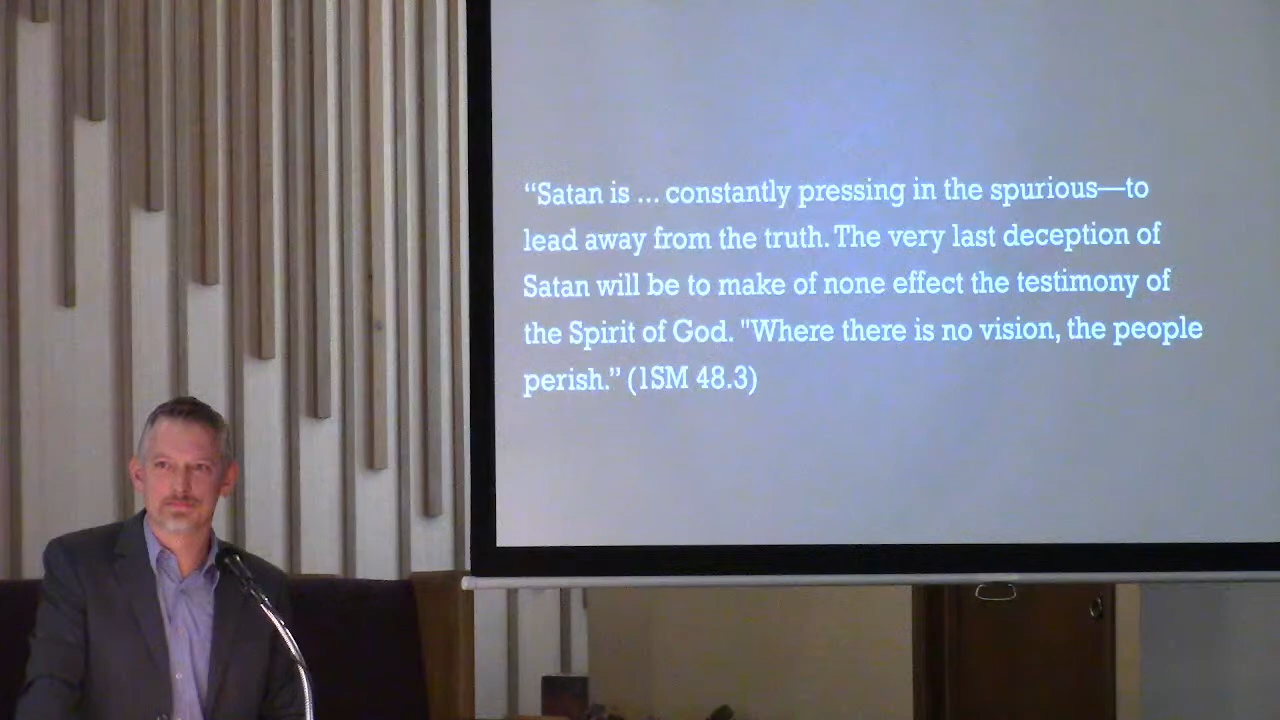 “Satan is ... constantly pressing in the spurious—to
lead away from the truth. The very last deception of
Satan will be to make of none effect the testimony of
the Spirit of God. "Where there is no vision, the people
perish.” (1SM 48.3)